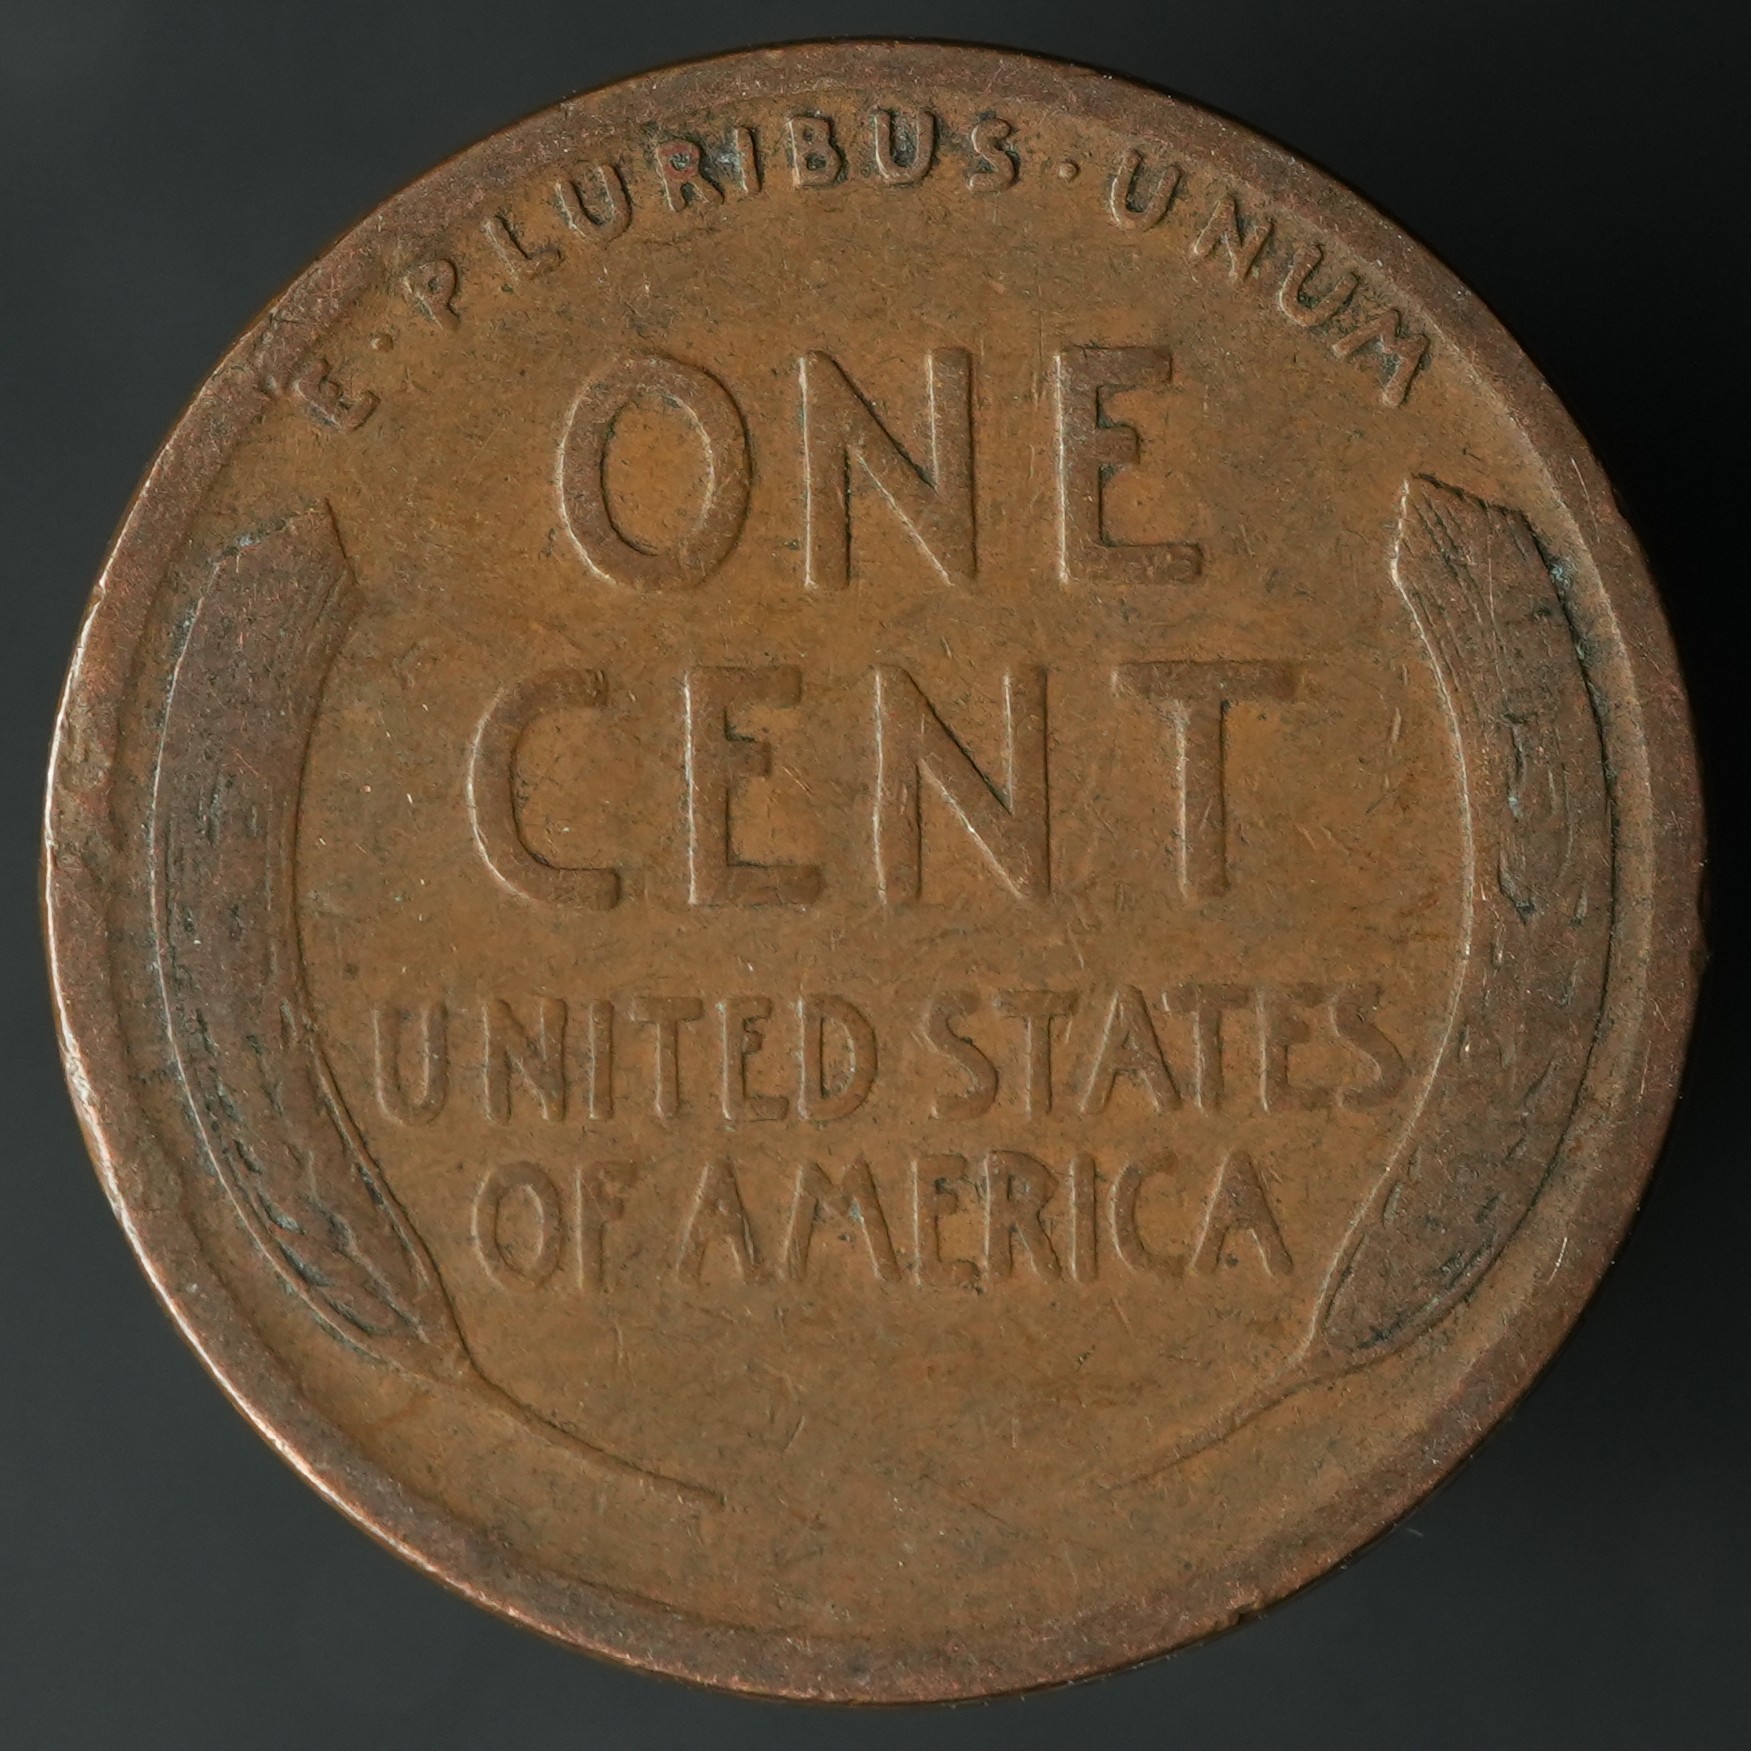 E · PLURIBUS · UNUM
ONE
CENT
UNITED STATES
OF AMERICA